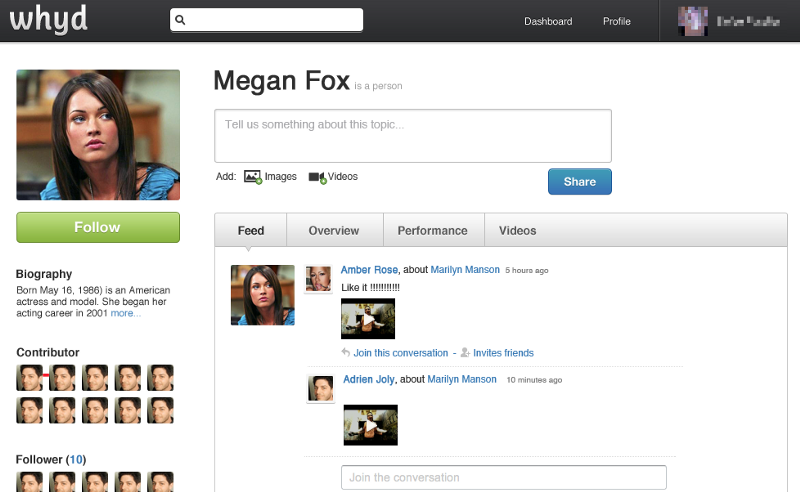 whyd
Dashboard
Profile
Megan Fox is a person
Tell us something about this topic...
Add: Images Videos
Share
Follow
Biography
Born May 16, 1986) is an American
actress and model. She began her
acting career in 2001 more...
Contributor
Follower (10)
Feed
Overview
Performance
Videos
Amber Rose, about Marilyn Manson 5 hours ago
Like it !!!!!!!!!!!
Join this conversation - Invites friends
Adrien Joly, about Marilyn Manson 10 minutes ago
Join the conversation